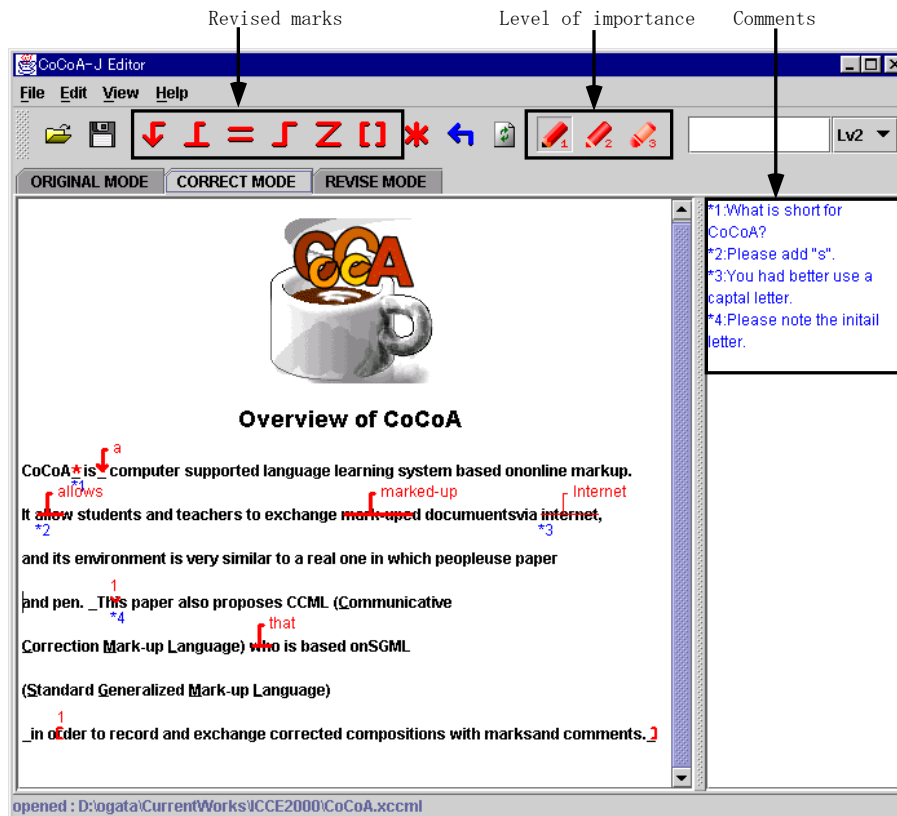 Revised marks Level of importance Comments
CoCoA-J Editor
File Edit View Help
1 2 3 Lv2
ORIGINAL MODE CORRECT MODE REVISE MODE
*1:What is short for
CoCoA?
*2:Please add "s".
*3:You had better use a
captal letter.
*4:Please note the initail
letter.
CoCoA
Overview of CoCoA
a
CoCoA * is _ computer supported language learning system based ononline markup.
*1
allows marked-up Internet
It allow students and teachers to exchange mark-uped documuentsvia internet,
*2 *3
and its environment is very similar to a real one in which peopleuse paper
1
and pen. _This paper also proposes CCML (Communicative
*4
that
Correction Mark-up Language) who is based onSGML
(Standard Generalized Mark-up Language)
1
_in order to record and exchange corrected compositions with marksand comments._]
opened : D:\ogata\CurrentWorks\ICCE2000\CoCoA.xccml